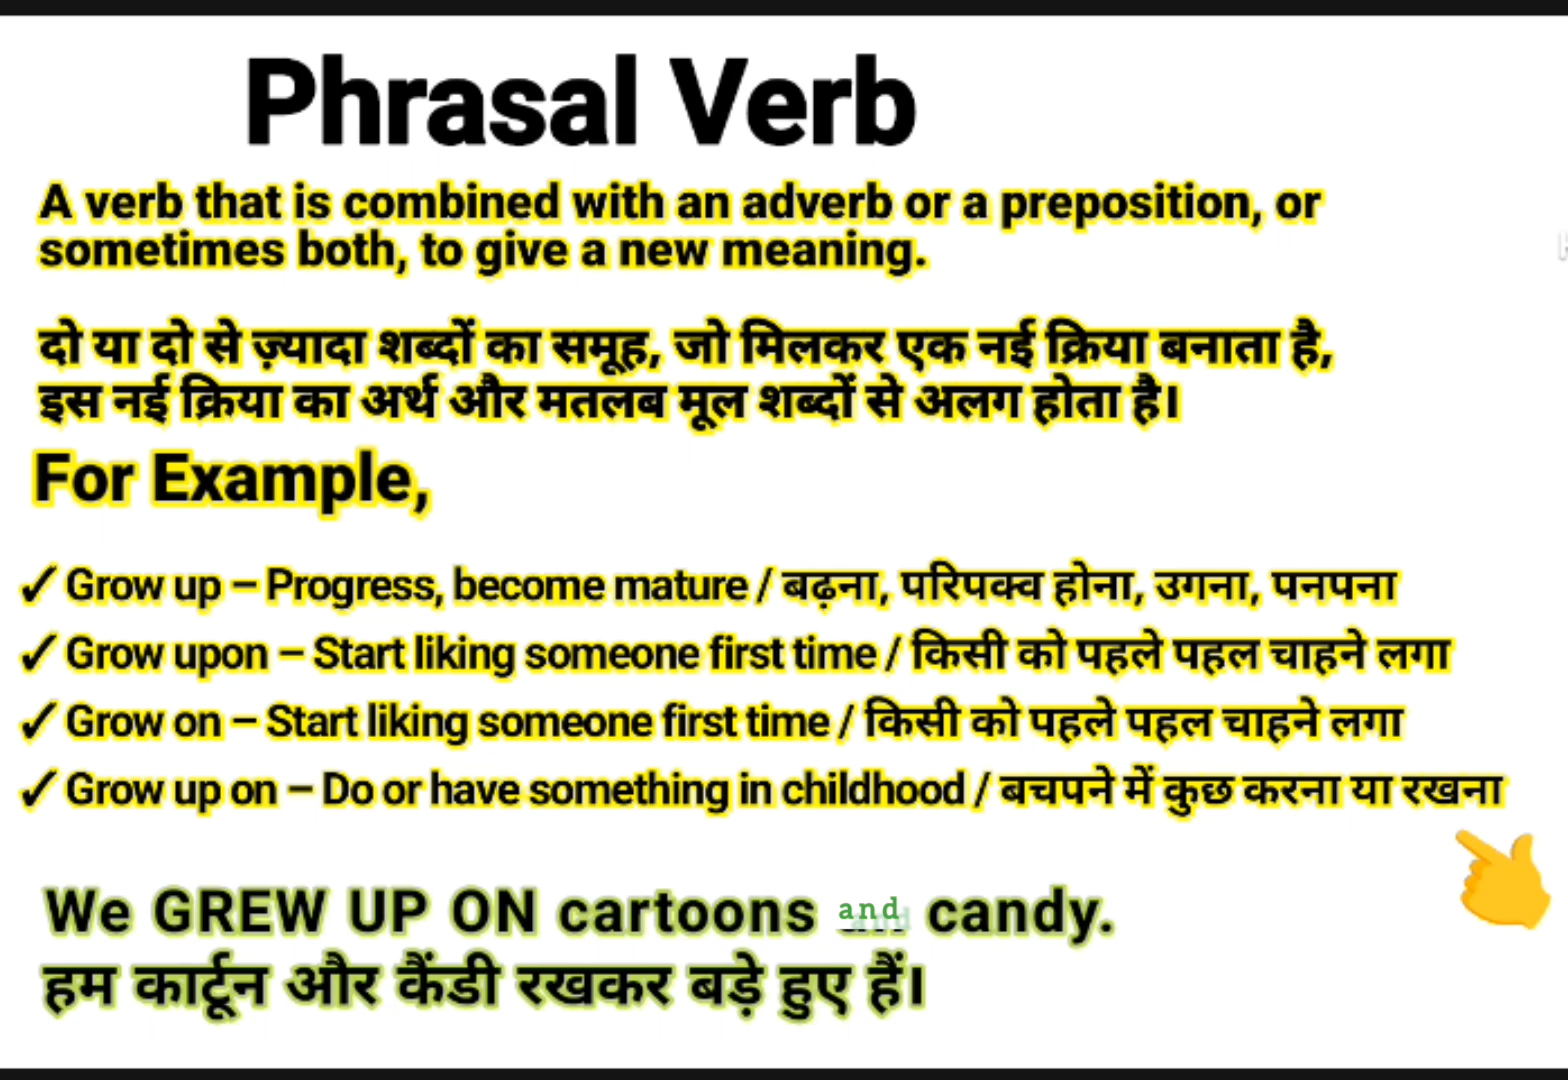 Phrasal Verb
A verb that is combined with an adverb or a preposition, or
sometimes both, to give a new meaning.
दो या दो से ज़्यादा शब्दों का समूह, जो मिलकर एक नई क्रिया बनाता है,
इस नई क्रिया का अर्थ और मतलब मूल शब्दों से अलग होता है।
For Example,
✓ Grow up – Progress, become mature / बढ़ना, परिपक्व होना, उगना, पनपना
✓ Grow upon – Start liking someone first time / किसी को पहले पहल चाहने लगा
✓ Grow on – Start liking someone first time / किसी को पहले पहल चाहने लगा
✓ Grow up on – Do or have something in childhood / बचपने में कुछ करना या रखना
We GREW UP ON cartoons and candy.
हम कार्टून और कैंडी रखकर बड़े हुए हैं।